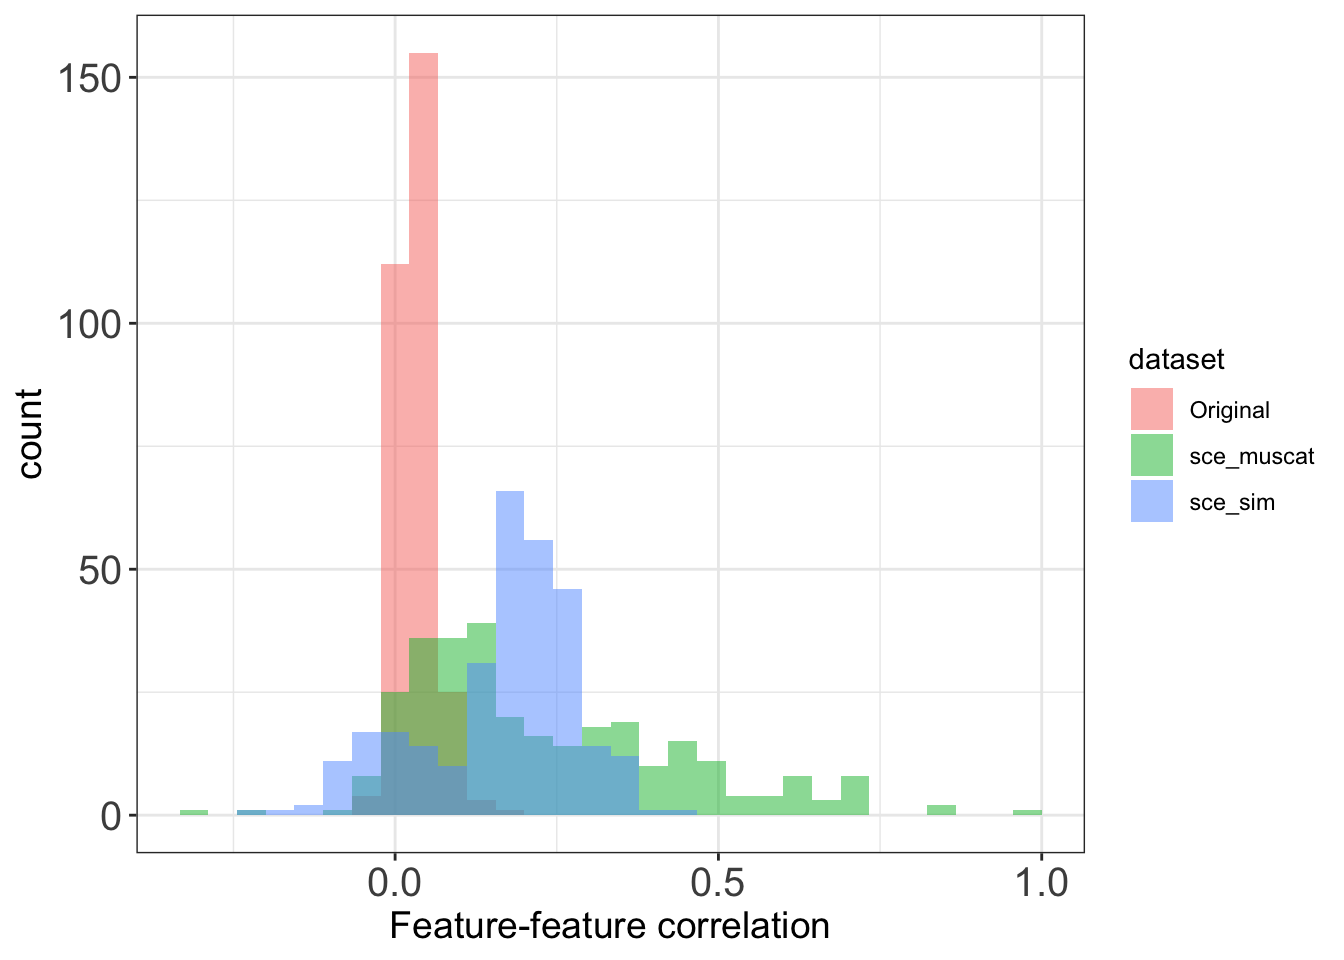 150
100
50
0
count
0.0
0.5
1.0
Feature-feature correlation
dataset
Original
sce_muscat
sce_sim